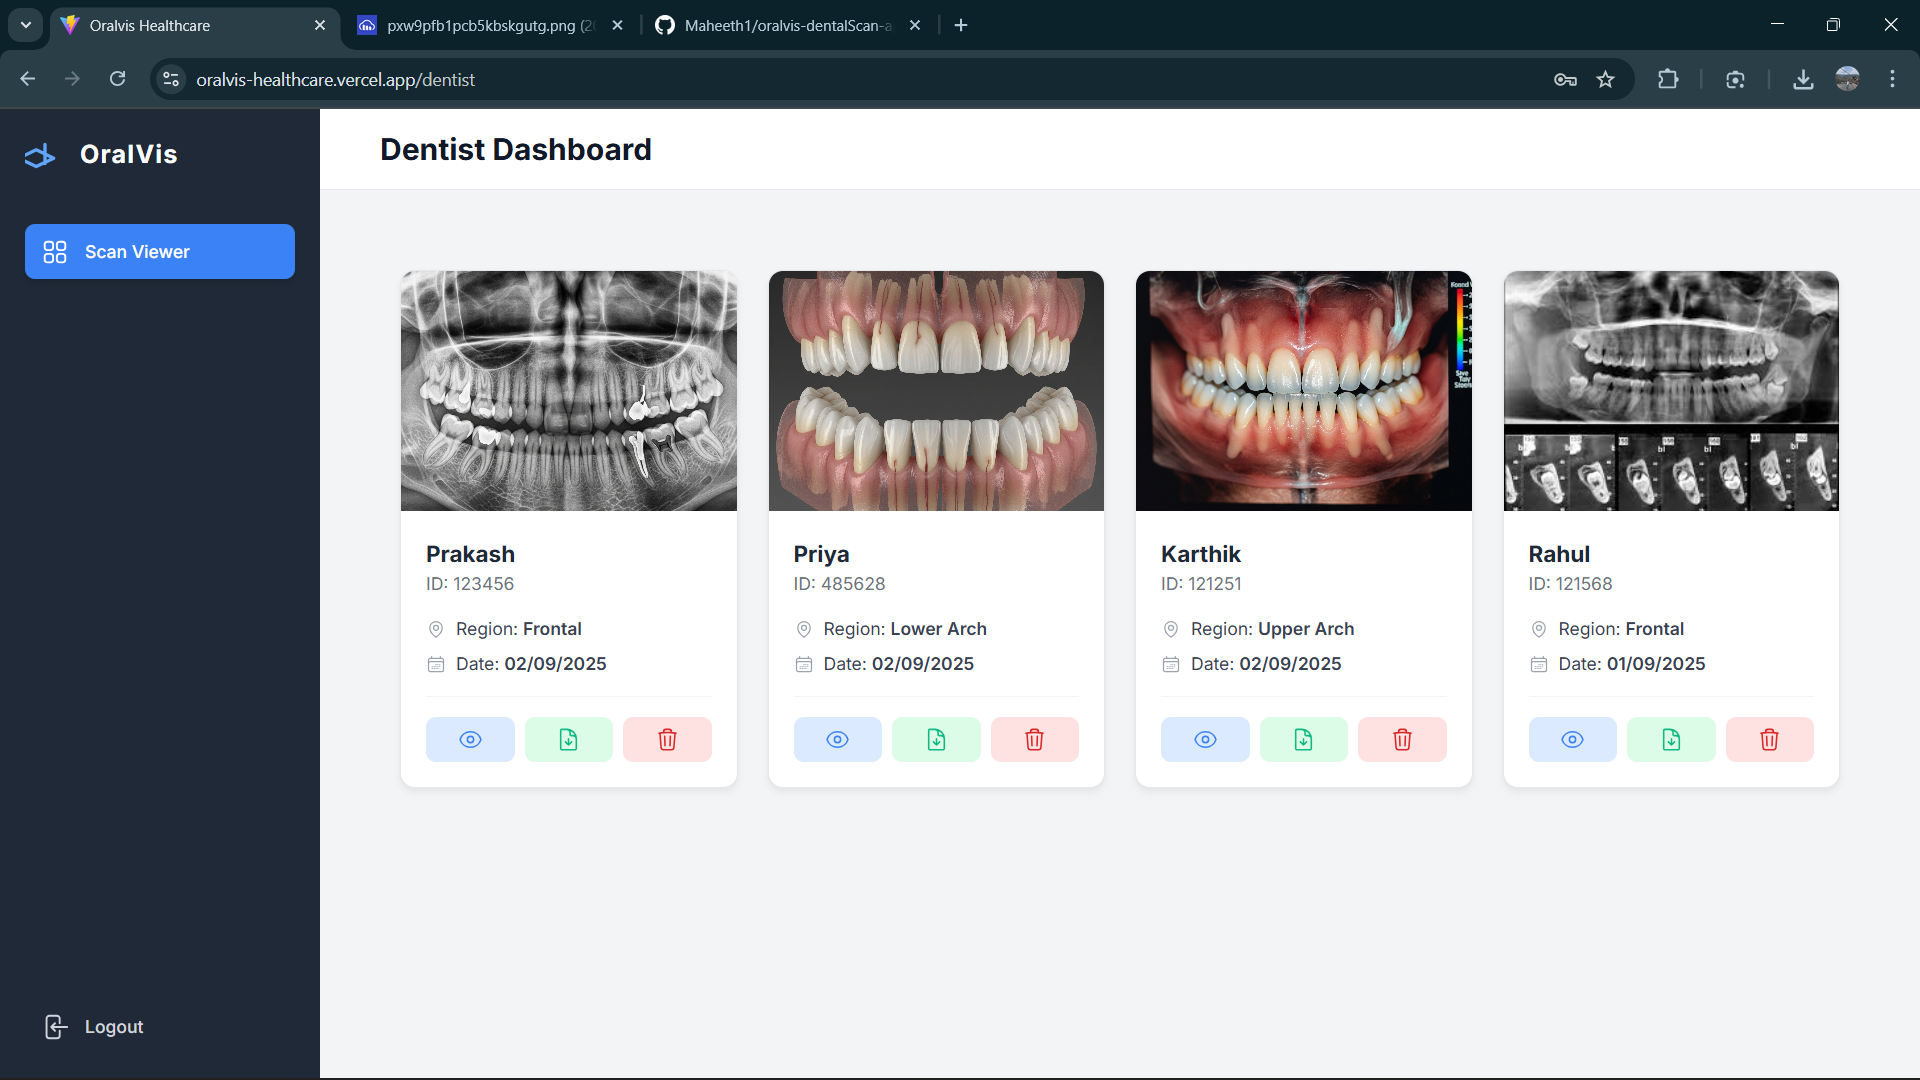 Oralvis Healthcare
pxw9pfb1pcb5kbskgutg.png (20
Maheeth1/oralvis-dentalScan-a
oralvis-healthcare.vercel.app/dentist
OralVis
Dentist Dashboard
Scan Viewer
Prakash
ID: 123456
Region: Frontal
Date: 02/09/2025
Priya
ID: 485628
Region: Lower Arch
Date: 02/09/2025
Karthik
ID: 121251
Region: Upper Arch
Date: 02/09/2025
Rahul
ID: 121568
Region: Frontal
Date: 01/09/2025
Logout